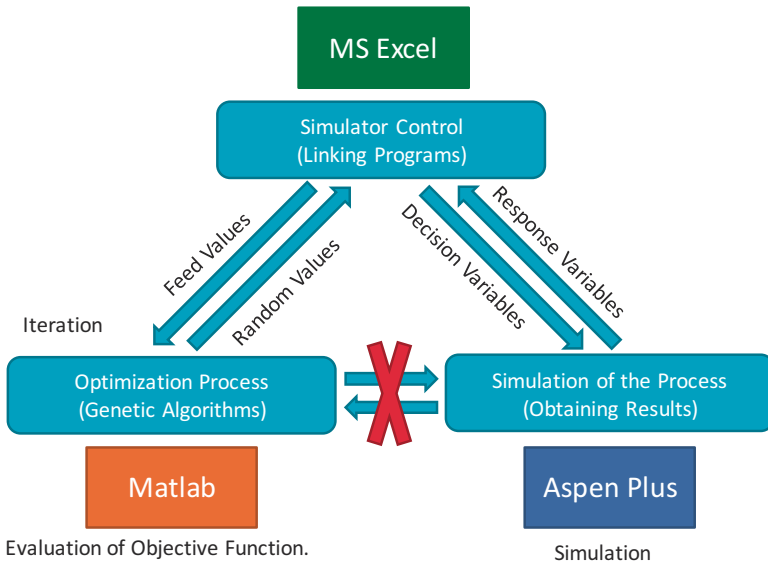 MS Excel
Simulator Control
(Linking Programs)
Feed Values
Random Values
Decision Variables
Response Variables
Iteration
Optimization Process
(Genetic Algorithms)
Simulation of the Process
(Obtaining Results)
Matlab
Aspen Plus
Evaluation of Objective Function.
Simulation